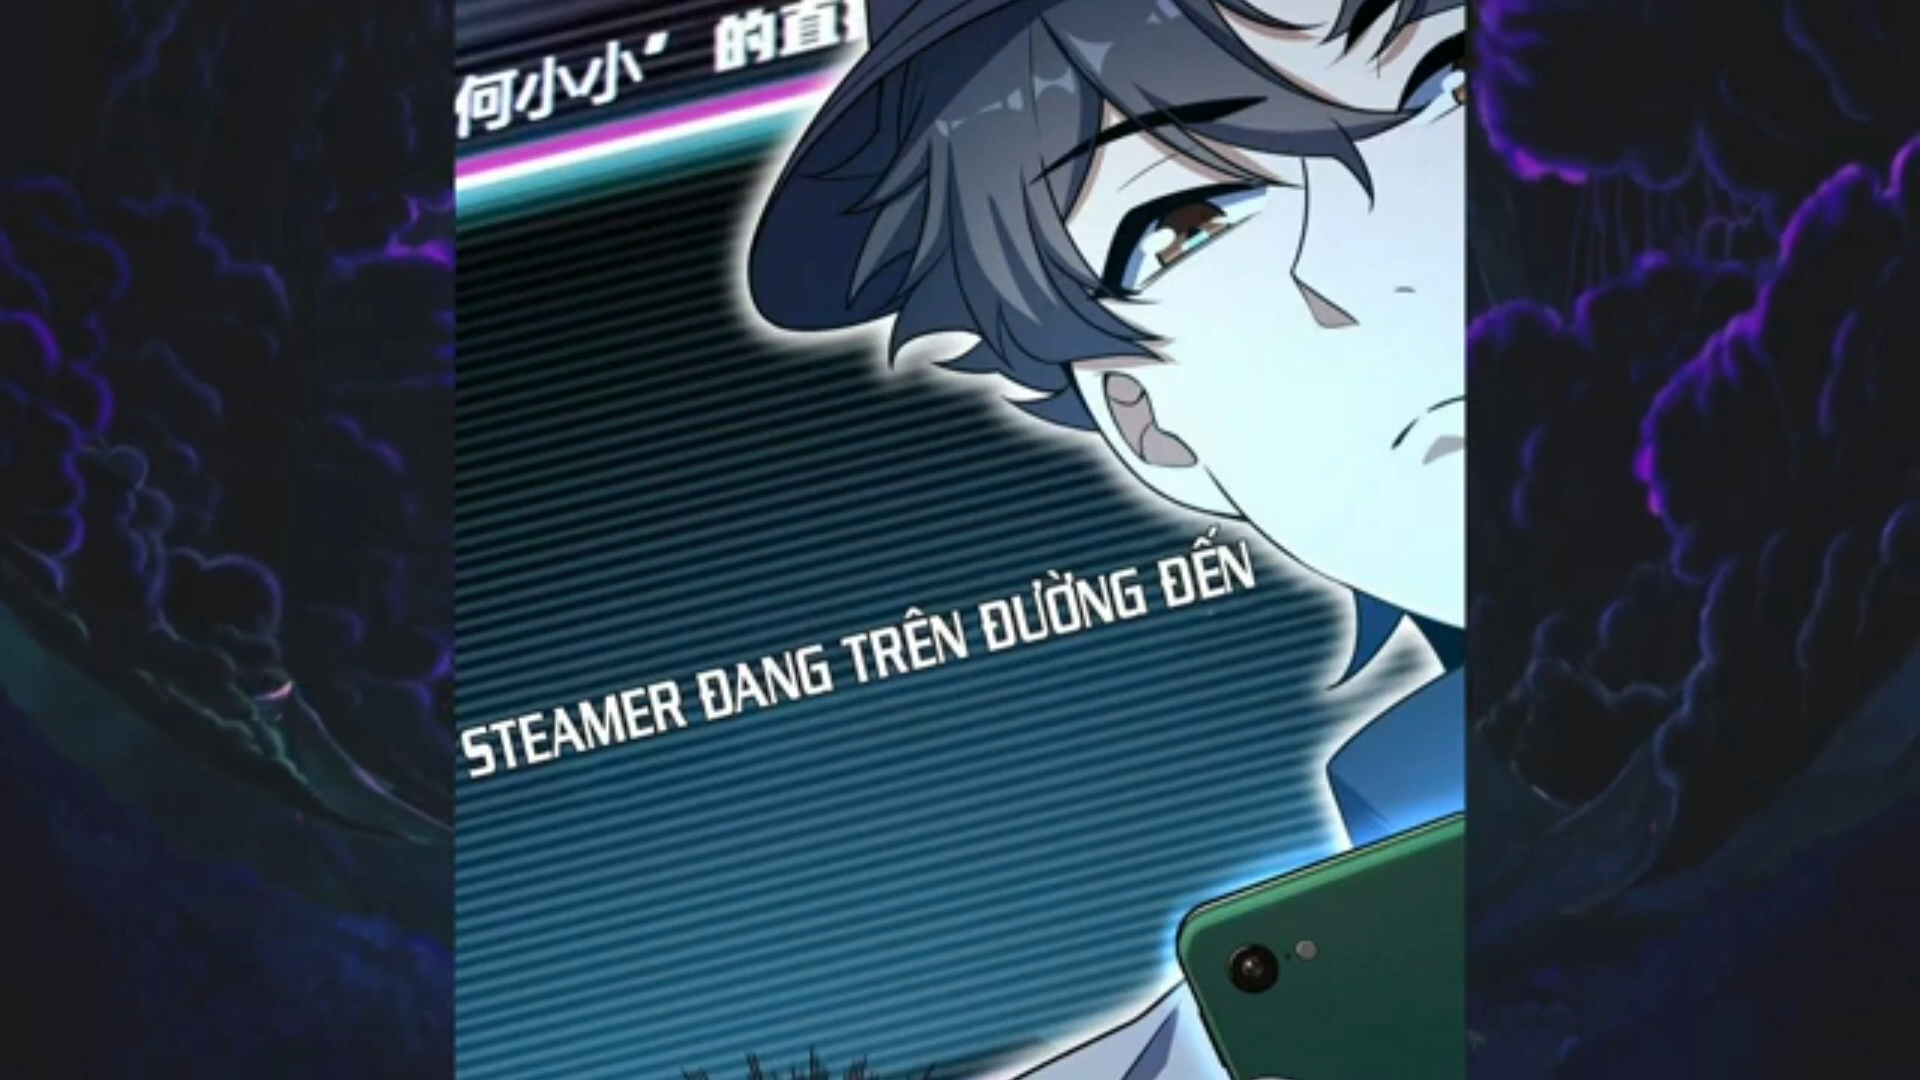 何小小” 的直
STEAMER ĐANG TRÊN ĐƯỜNG ĐẾN